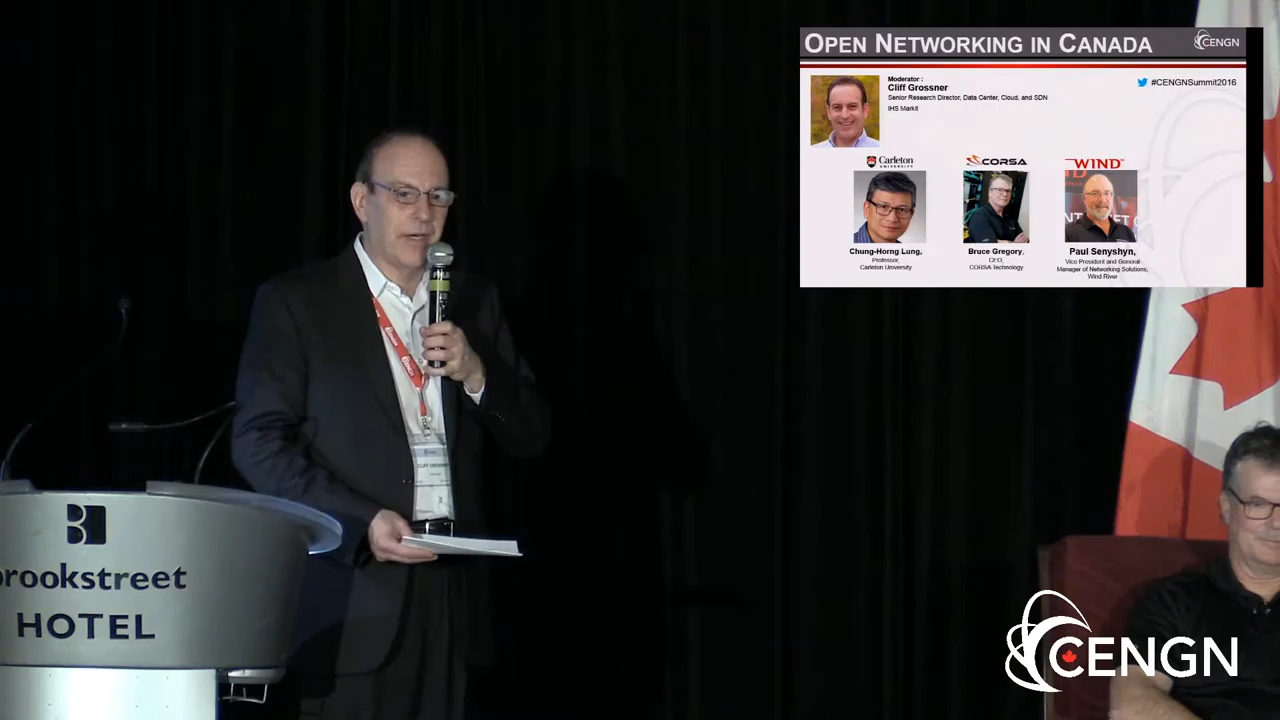 OPEN NETWORKING IN CANADA
CENGN
Moderator :
Cliff Grossner
Senior Research Director, Data Center, Cloud, and SDN
IHS Markit
#CENGNSummit2016
Carleton
UNIVERSITY
CORSA
WIND
Chung-Horng Lung,
Professor,
Carleton University
Bruce Gregory,
CORSA Technology
Paul Senyshyn,
Vice President and General
Manager of Networking Solutions,
Wind River
brookstreet
HOTEL
CENGN